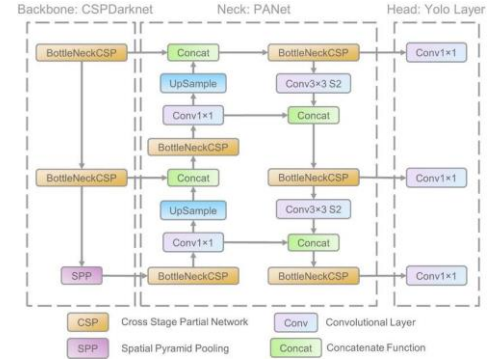 Backbone: CSPDarknet Neck: PANet Head: Yolo Layer
BottleNeckCSP Concat BottleNeckCSP Conv1×1
UpSample Conv3×3 S2
Conv1×1 Concat
BottleNeckCSP
BottleNeckCSP Concat BottleNeckCSP Conv1×1
UpSample Conv3×3 S2
Conv1×1 Concat
SPP BottleNeckCSP BottleNeckCSP Conv1×1
CSP Cross Stage Partial Network Conv Convolutional Layer
SPP Spatial Pyramid Pooling Concat Concatenate Function